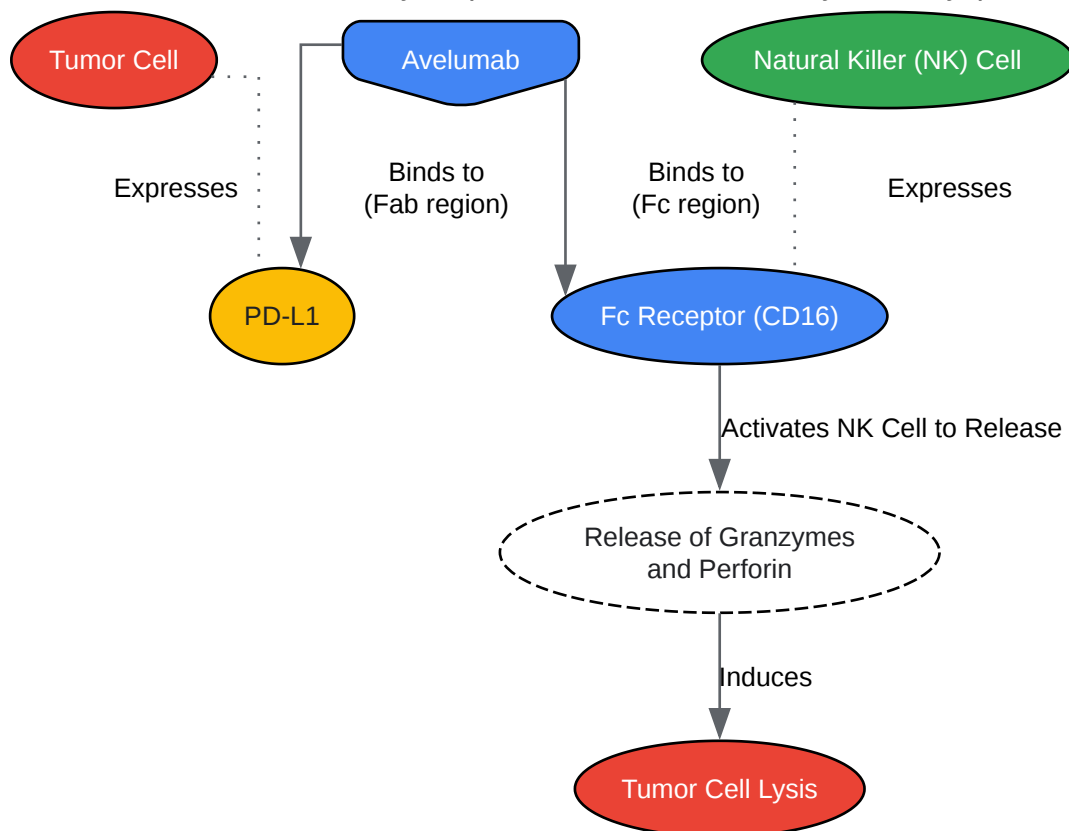 Tumor Cell
Avelumab
Natural Killer (NK) Cell
Expresses
Binds to
(Fab region)
Binds to
(Fc region)
Expresses
PD-L1
Fc Receptor (CD16)
Activates NK Cell to Release
Release of Granzymes
and Perforin
Induces
Tumor Cell Lysis